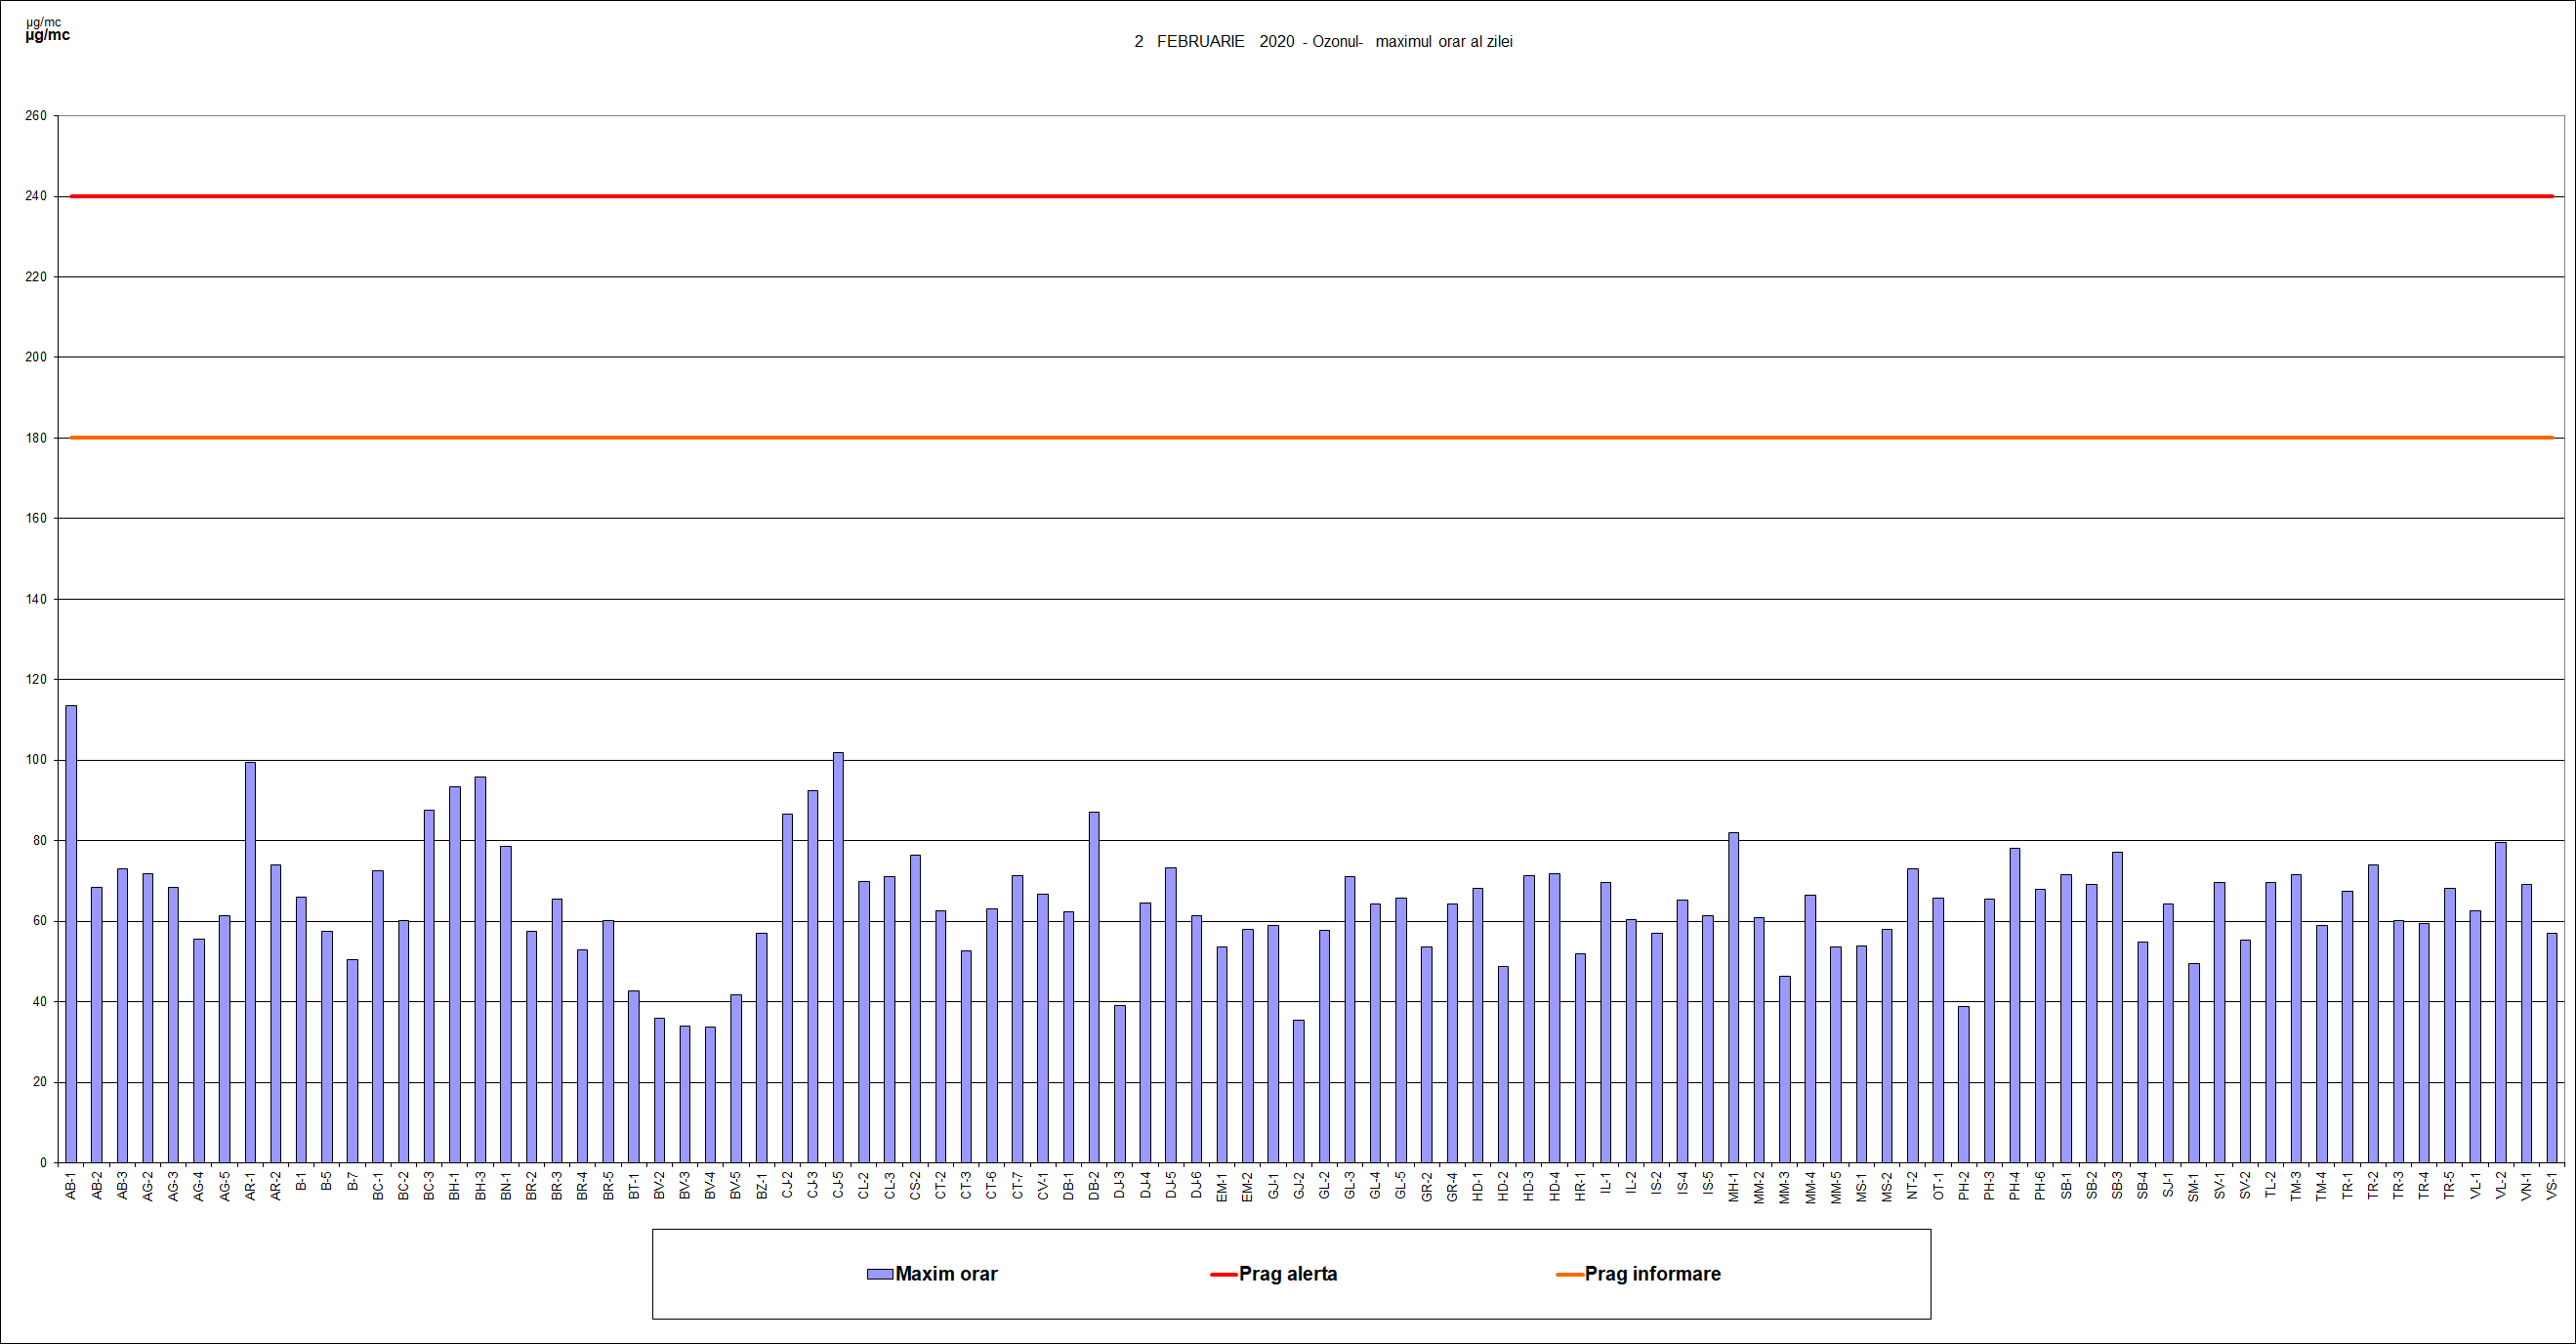 µg/mc
µg/mc
2 FEBRUARIE 2020 - Ozonul- maximul orar al zilei
260
240
220
200
180
160
140
120
100
80
60
40
20
0
AB-1 AB-2 AB-3 AG-2 AG-3 AG-4 AG-5 AR-1 AR-2 B-1 B-5 B-7 BC-1 BC-2 BC-3 BH-1 BH-3 BN-1 BR-2 BR-3 BR-4 BR-5 BT-1 BV-2 BV-3 BV-4 BV-5 BZ-1 CJ-2 CJ-3 CJ-5 CL-2 CL-3 CS-2 CT-2 CT-3 CT-6 CT-7 CV-1 DB-1 DB-2 DJ-3 DJ-4 DJ-5 DJ-6 EM-1 EM-2 GJ-1 GJ-2 GL-2 GL-3 GL-4 GL-5 GR-2 GR-4 HD-1 HD-2 HD-3 HD-4 HR-1 IL-1 IL-2 IS-2 IS-4 IS-5 MH-1 MM-2 MM-3 MM-4 MM-5 MS-1 MS-2 NT-2 OT-1 PH-2 PH-3 PH-4 PH-6 SB-1 SB-2 SB-3 SB-4 SJ-1 SM-1 SV-1 SV-2 TL-2 TM-3 TM-4 TR-1 TR-2 TR-3 TR-4 TR-5 VL-1 VL-2 VN-1 VS-1
Maxim orar Prag alerta Prag informare